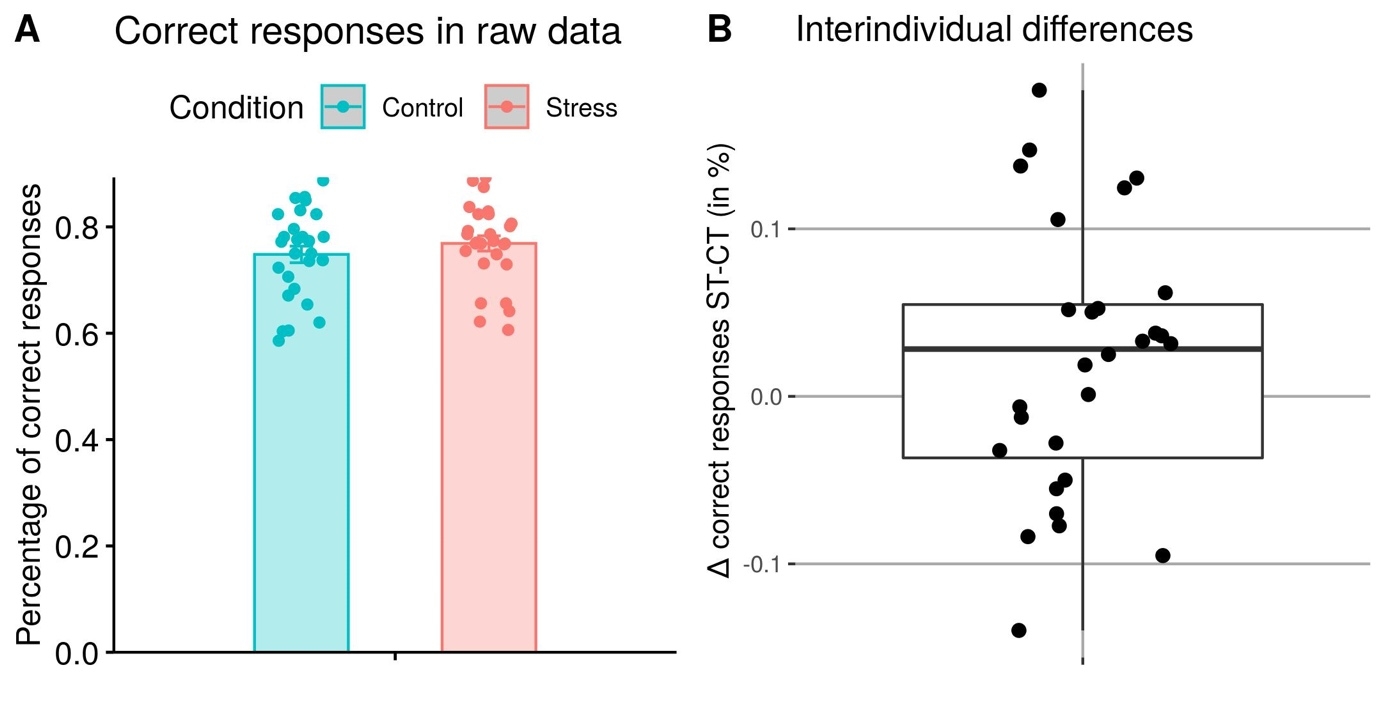 A Correct responses in raw data
Condition Control Stress
Percentage of correct responses
0.8
0.6
0.4
0.2
0.0
B Interindividual differences
Δ correct responses ST-CT (in %)
0.1
0.0
-0.1